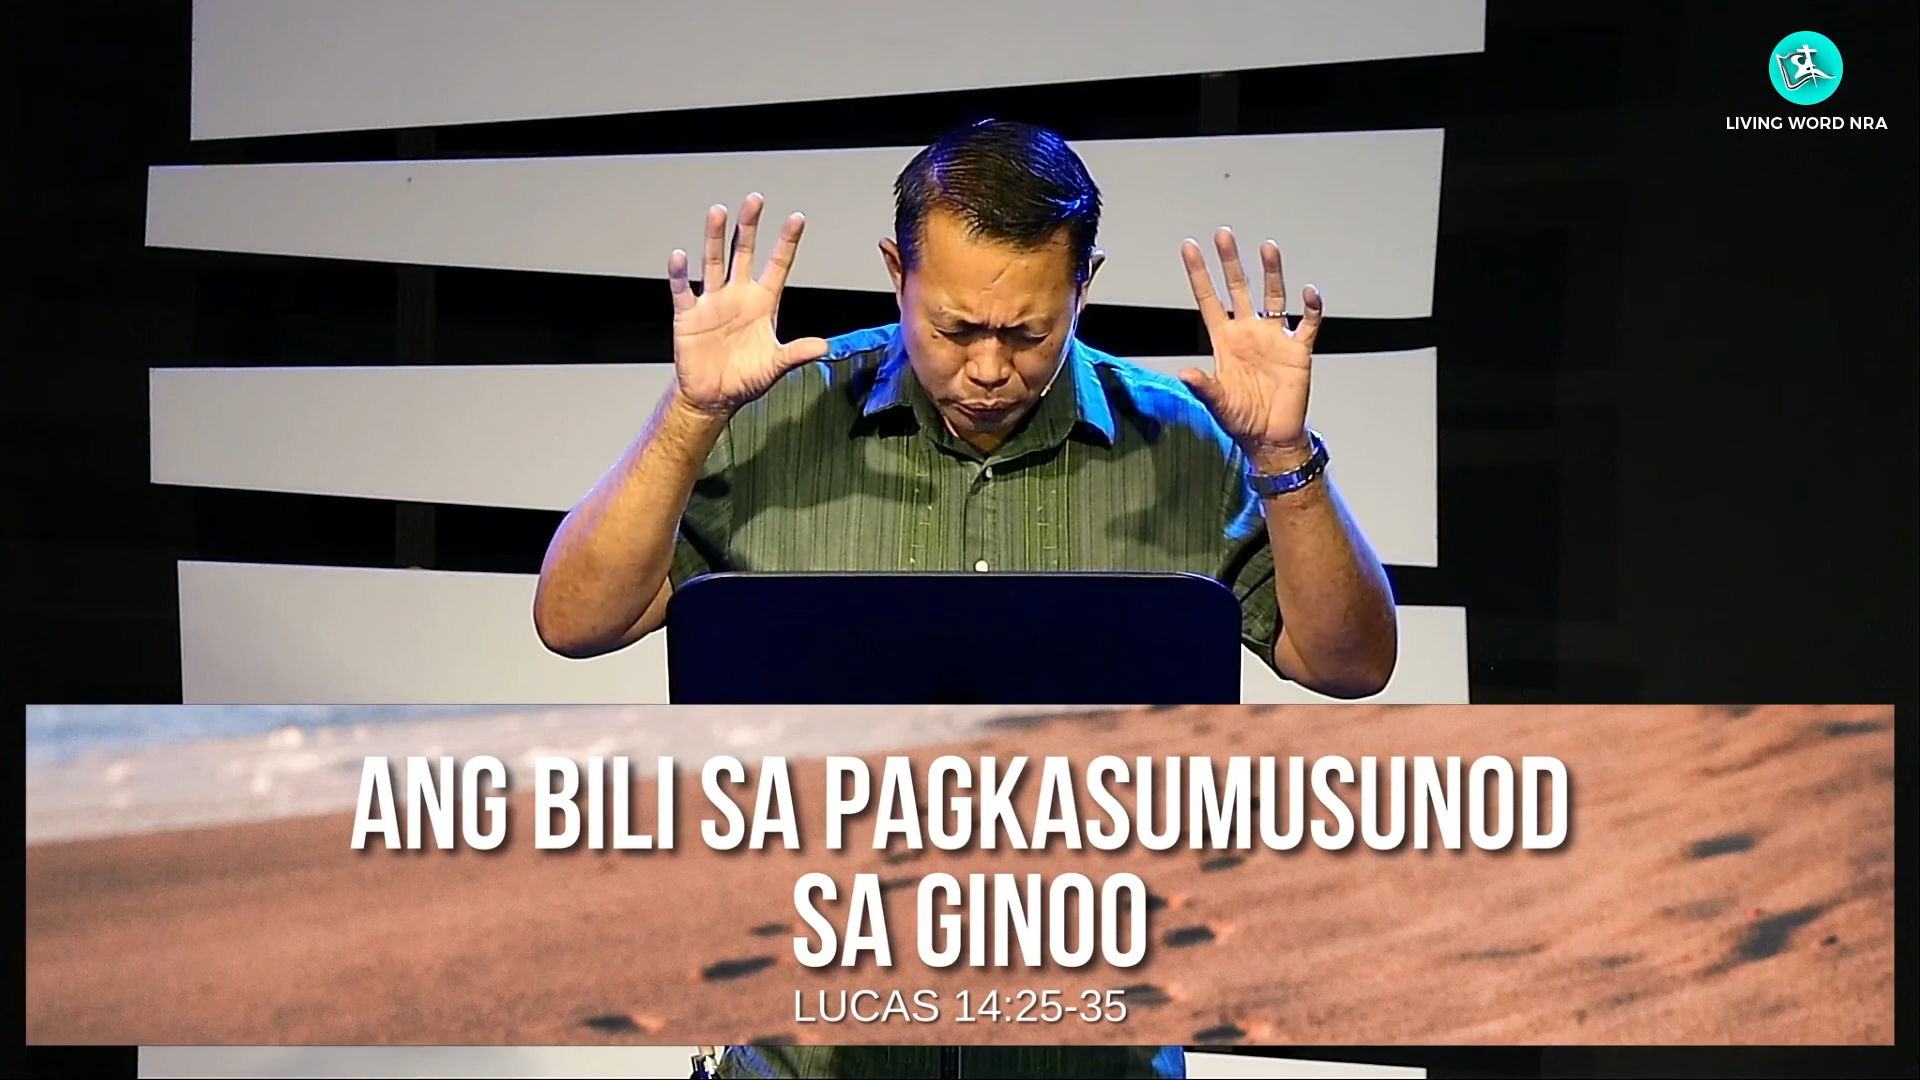 LIVING WORD NRA
ANG BILI SA PAGKASUMUSUNOD
SA GINOO
LUCAS 14:25-35